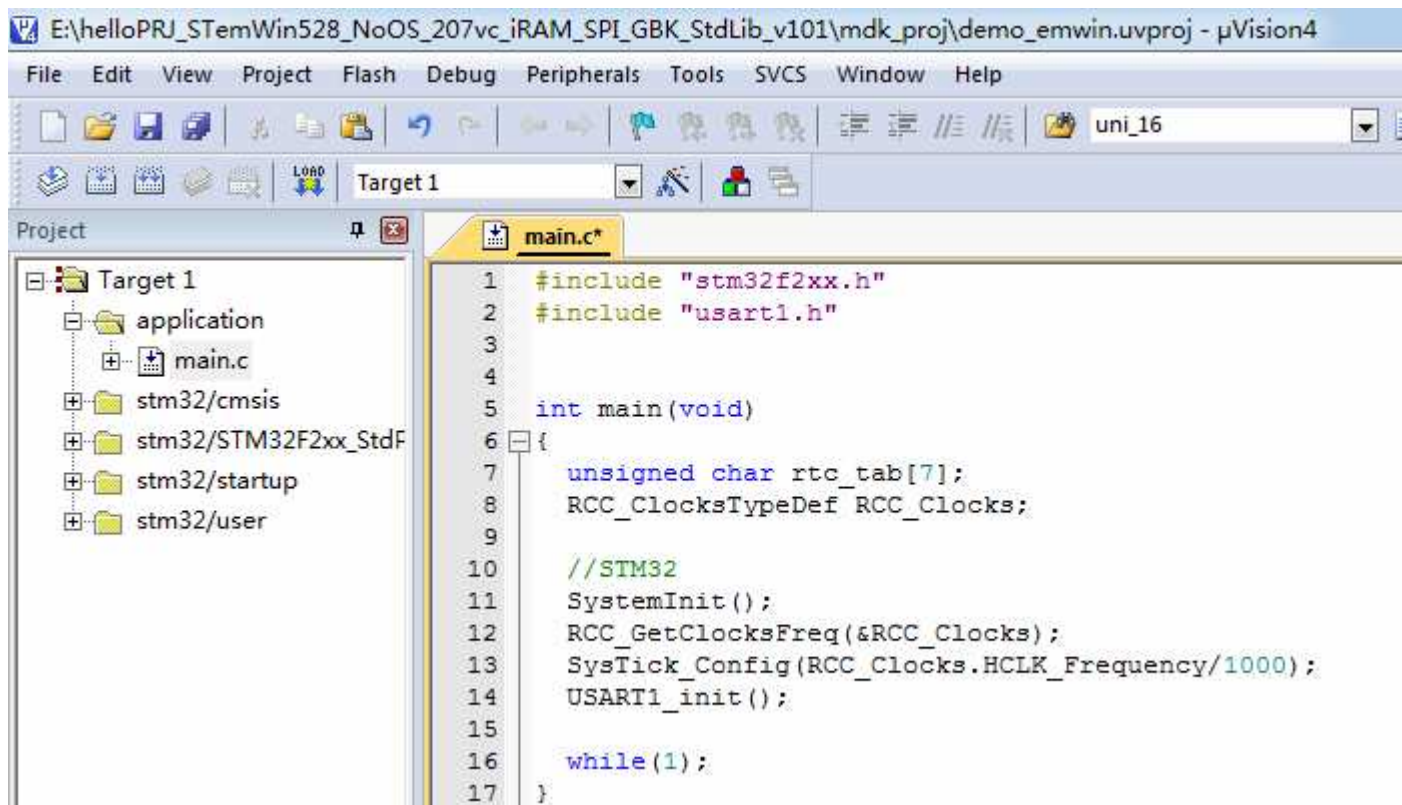 E:\helloPRJ_STemWin528_NoOS_207vc_iRAM_SPI_GBK_StdLib_v101\mdk_proj\demo_emwin.uvproj - µVision4
File Edit View Project Flash Debug Peripherals Tools SVCS Window Help
uni_16
LOAD Target 1
Project
main.c*
Target 1
application
main.c
stm32/cmsis
stm32/STM32F2xx_StdP
stm32/startup
stm32/user
1 #include "stm32f2xx.h"
2 #include "usart1.h"
3
4
5 int main(void)
6 {
7 unsigned char rtc_tab[7];
8 RCC_ClocksTypeDef RCC_Clocks;
9
10 //STM32
11 SystemInit();
12 RCC_GetClocksFreq(&RCC_Clocks);
13 SysTick_Config(RCC_Clocks.HCLK_Frequency/1000);
14 USART1_init();
15
16 while(1);
17 }